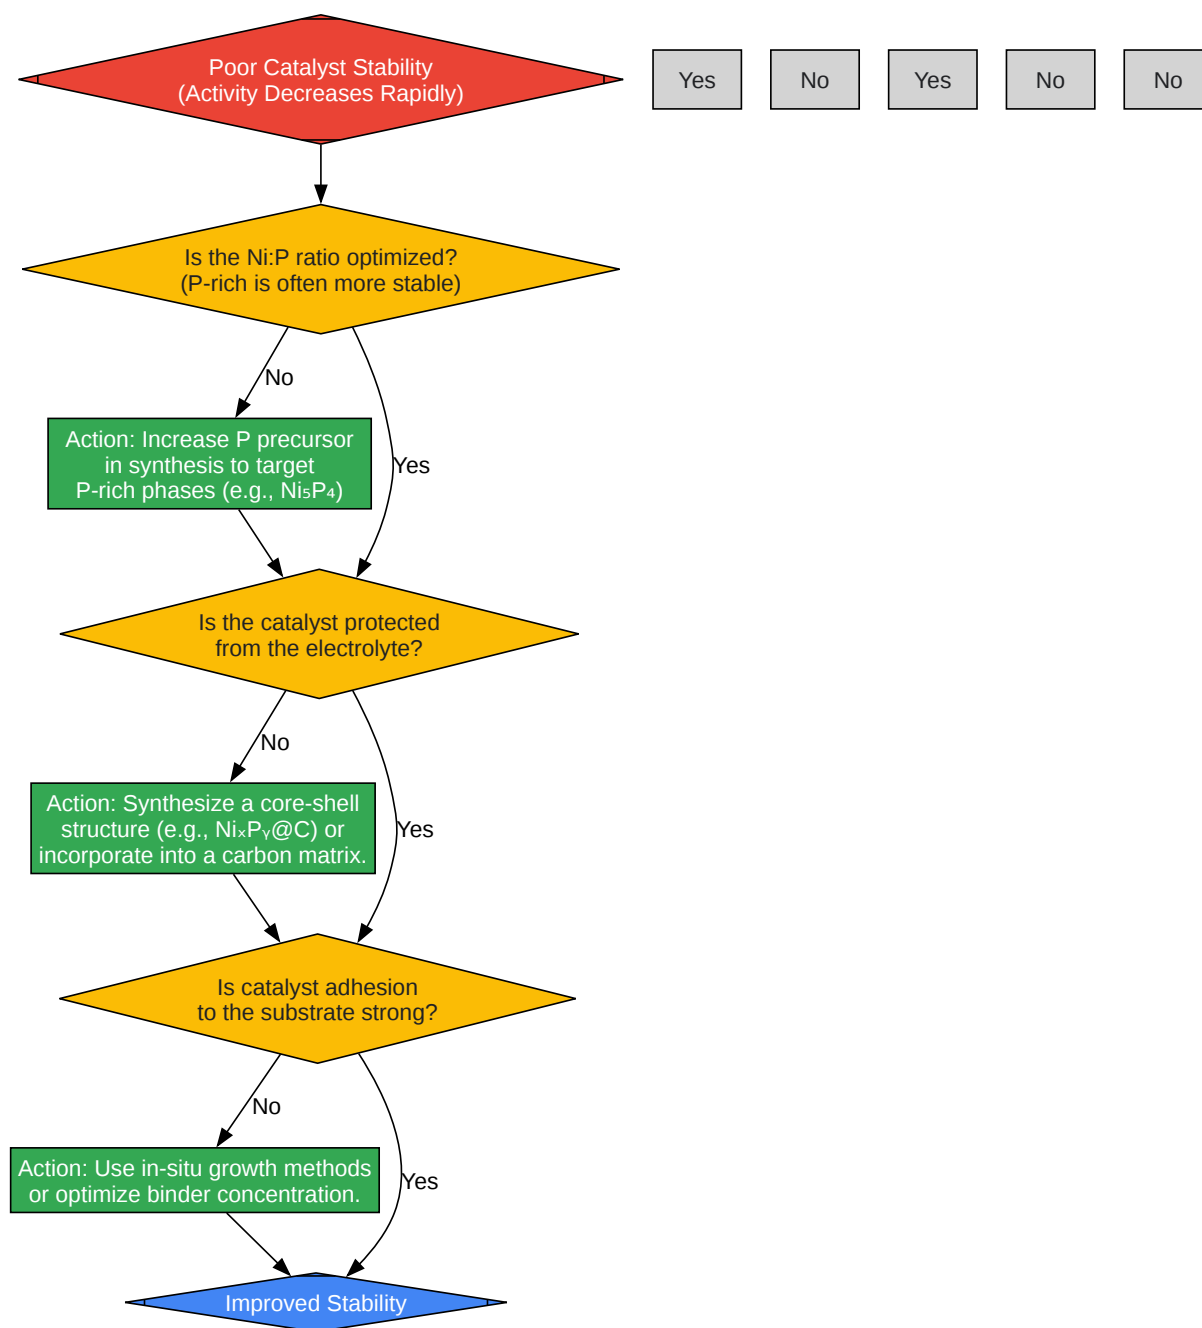 Poor Catalyst Stability
(Activity Decreases Rapidly)
Yes
No
Yes
No
No
Is the Ni:P ratio optimized?
(P-rich is often more stable)
No
Action: Increase P precursor
in synthesis to target
P-rich phases (e.g., Ni₅P₄)
Yes
Is the catalyst protected
from the electrolyte?
No
Action: Synthesize a core-shell
structure (e.g., NiₓPᵧ@C) or
incorporate into a carbon matrix.
Yes
Is catalyst adhesion
to the substrate strong?
No
Action: Use in-situ growth methods
or optimize binder concentration.
Yes
Improved Stability